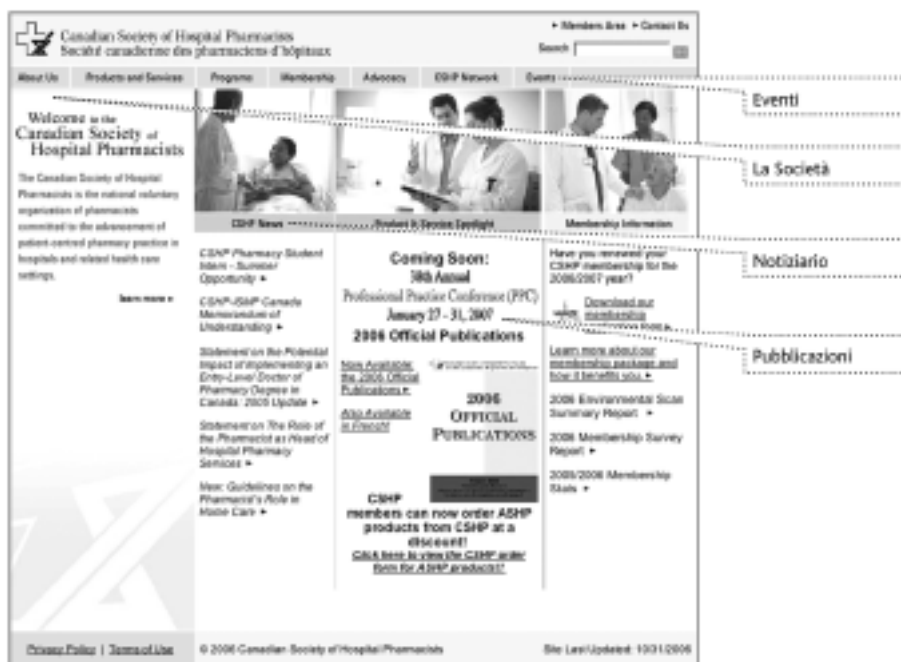 Canadian Society of Hospital Pharmacists
Société canadienne des pharmaciens d'hôpitaux
▸ Members Area ▸ Contact Us
Search
About Us Products and Services Programs Membership Advocacy CSHP Network Events
Eventi
La Società
Notiziario
Pubblicazioni
Welcome to the
Canadian Society of
Hospital Pharmacists
The Canadian Society of Hospital
Pharmacists is the national voluntary
organization of pharmacists
committed to the advancement of
patient-centred pharmacy practice in
hospitals and related health care
settings.
learn more ▸
CSHP News
CSHP Pharmacy Student
Intern - Summer
Opportunity ▸
CSHP-ISMP Canada
Memorandum of
Understanding ▸
Statement on the Potential
Impact of Implementing an
Entry-Level Doctor of
Pharmacy Degree in
Canada: 2005 Update ▸
Statement on The Role of
the Pharmacist as Head of
Hospital Pharmacy
Services ▸
New: Guidelines on the
Pharmacist's Role in
Home Care ▸
Product & Service Spotlight
Coming Soon:
38th Annual
Professional Practice Conference (PPC)
January 27 - 31, 2007
2006 Official Publications
Now Available:
the 2006 Official
Publications ▸
Also Available
in French!
2006
OFFICIAL
PUBLICATIONS
CSHP
members can now order ASHP
products from CSHP at a
discount!
Click here to view the CSHP order
form for ASHP products!!
Membership Information
Have you renewed your
CSHP membership for the
2006/2007 year?
Download our
membership
Learn more about our
membership package and
how it benefits you. ▸
2006 Environmental Scan
Summary Report ▸
2006 Membership Survey
Report ▸
2005/2006 Membership
Stats ▸
Privacy Policy | Terms of Use
© 2006 Canadian Society of Hospital Pharmacists
Site Last Updated: 10/31/2006